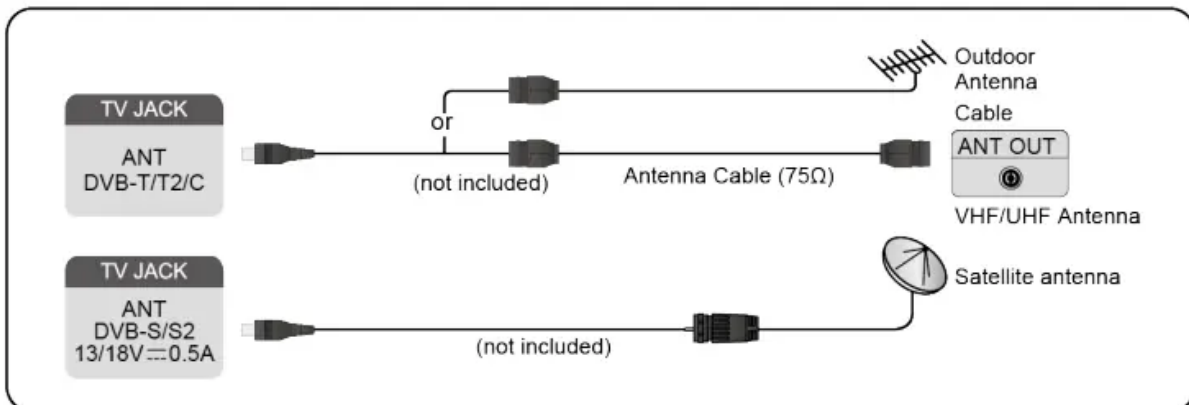 Outdoor
Antenna
TV JACK
Cable
or
ANT OUT
ANT
DVB-T/T2/C
(not included)
Antenna Cable (75Ω)
VHF/UHF Antenna
TV JACK
Satellite antenna
ANT
DVB-S/S2
13/18V⎓0.5A
(not included)